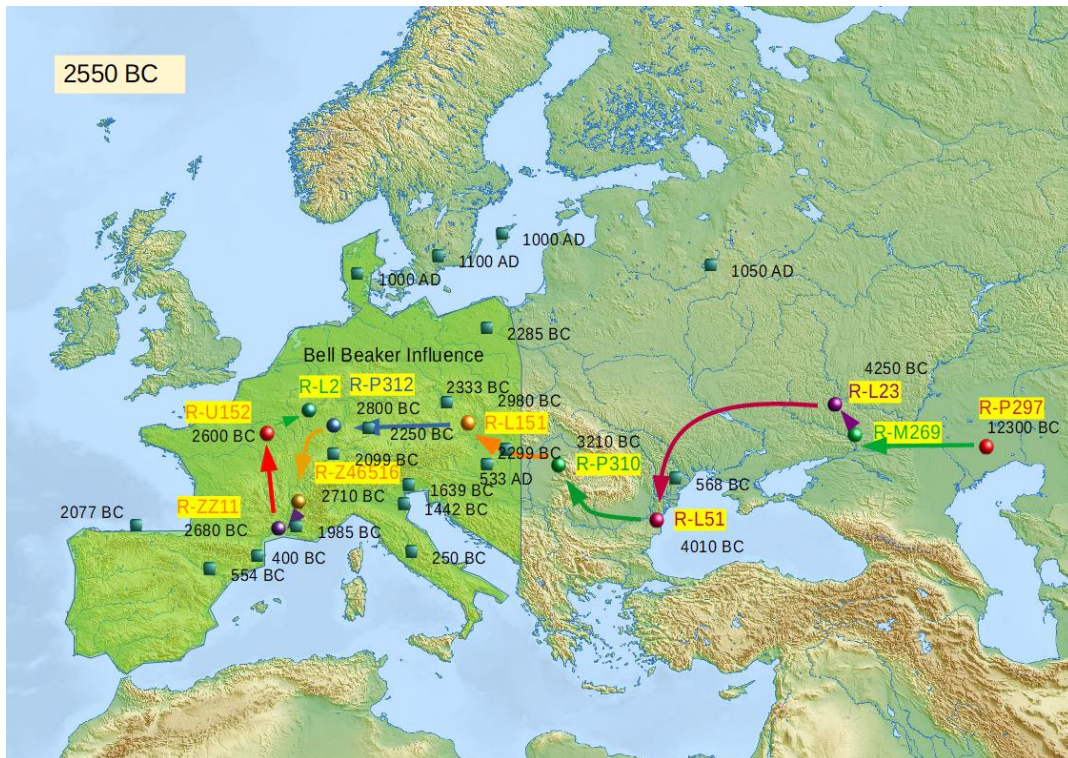 2550 BC
1000 AD
1100 AD
1000 AD
1050 AD
2285 BC
Bell Beaker Influence
4250 BC
R-L2
R-P312
2333 BC
R-L23
2980 BC
R-P297
R-U152
2800 BC
R-L151
12300 BC
2600 BC
2250 BC
R-M269
3210 BC
2099 BC
2299 BC
R-P310
R-Z46516
533 AD
568 BC
2710 BC
1639 BC
R-ZZ11
1442 BC
2077 BC
2680 BC
1985 BC
R-L51
400 BC
250 BC
4010 BC
554 BC